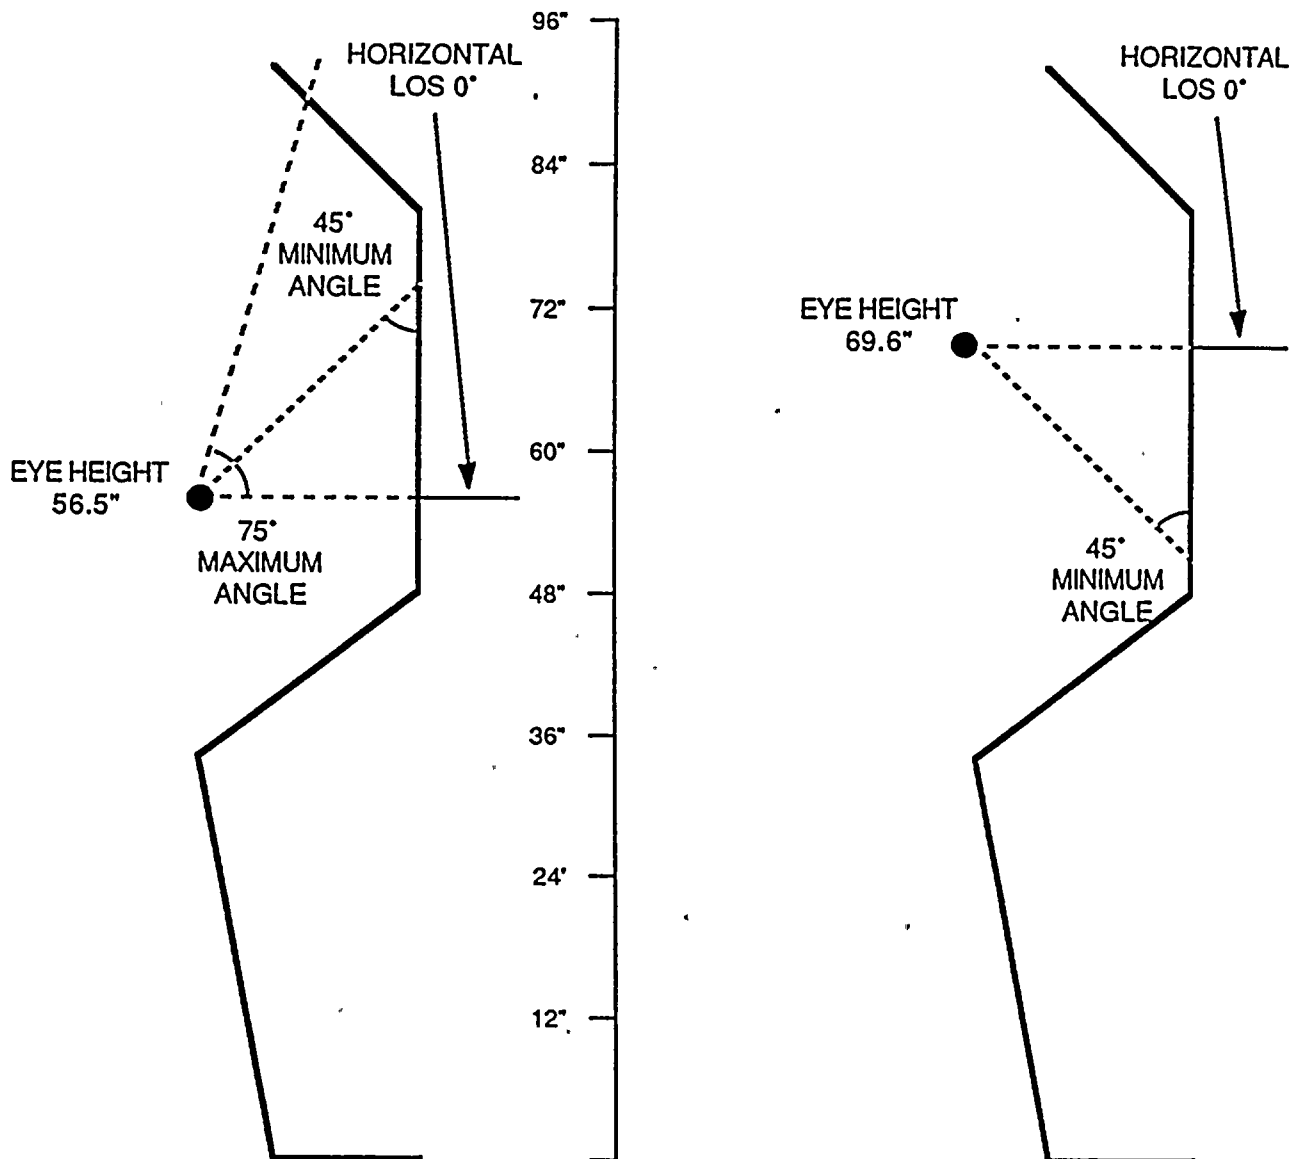 HORIZONTAL
LOS 0°
45°
MINIMUM
ANGLE
EYE HEIGHT
56.5"
75°
MAXIMUM
ANGLE
96"
84"
72"
60"
48"
36"
24"
12"
HORIZONTAL
LOS 0°
EYE HEIGHT
69.6"
45°
MINIMUM
ANGLE